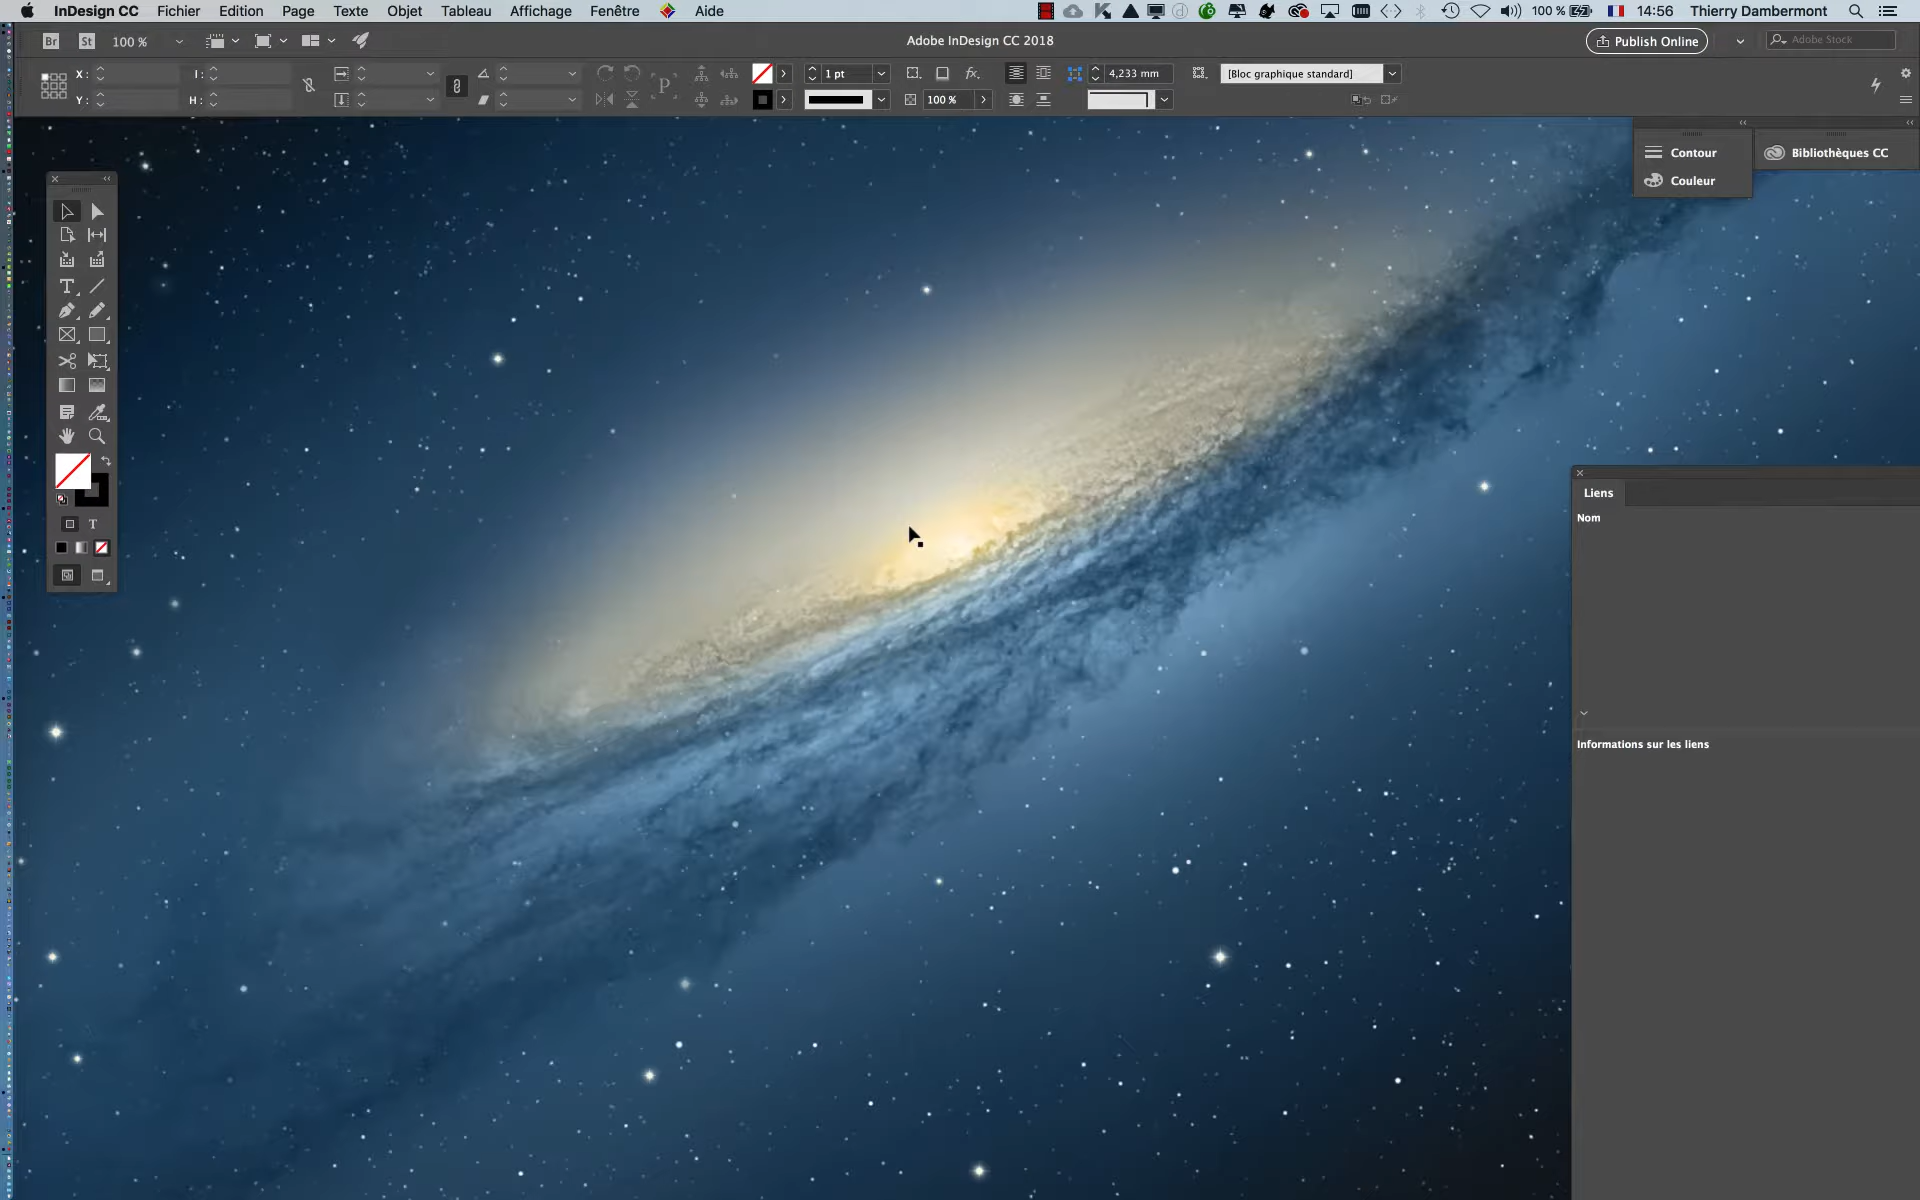 InDesign CC Fichier Edition Page Texte Objet Tableau Affichage Fenêtre Aide 100 % 14:56 Thierry Dambermont
Br St 100 % Adobe InDesign CC 2018 Publish Online Adobe Stock
X : I : 1 pt fx. 4,233 mm [Bloc graphique standard]
Y : H : P 100 %
Contour Bibliothèques CC
Couleur
T
T
Liens
Nom
Informations sur les liens